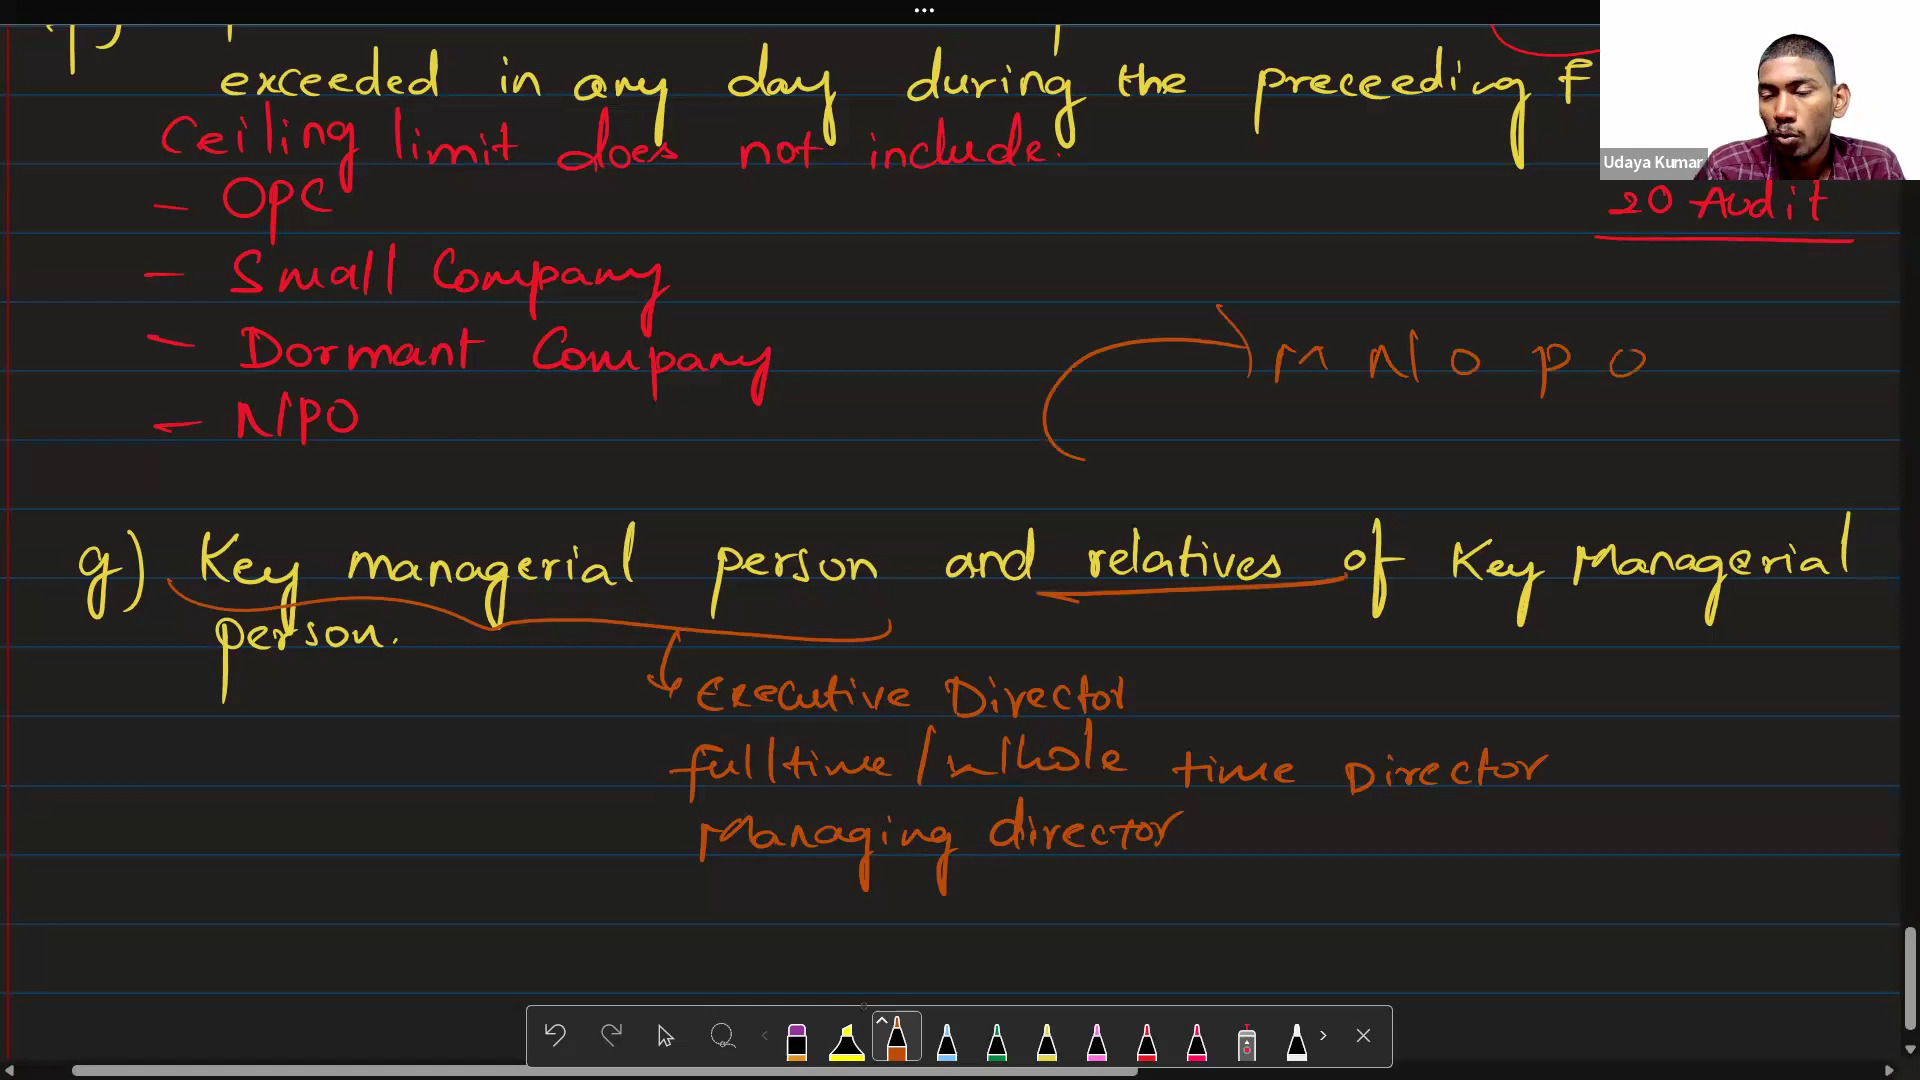 exceeded in any day during the preceeding F
Ceiling limit does not include.
- OPC
Udaya Kumar
20 Audit
- Small Company
- Dormant Company
M N O P O
- NPO
g) Key managerial person and relatives of Key Managerial
person.
Executive Director
fulltime / whole time Director
Managing director